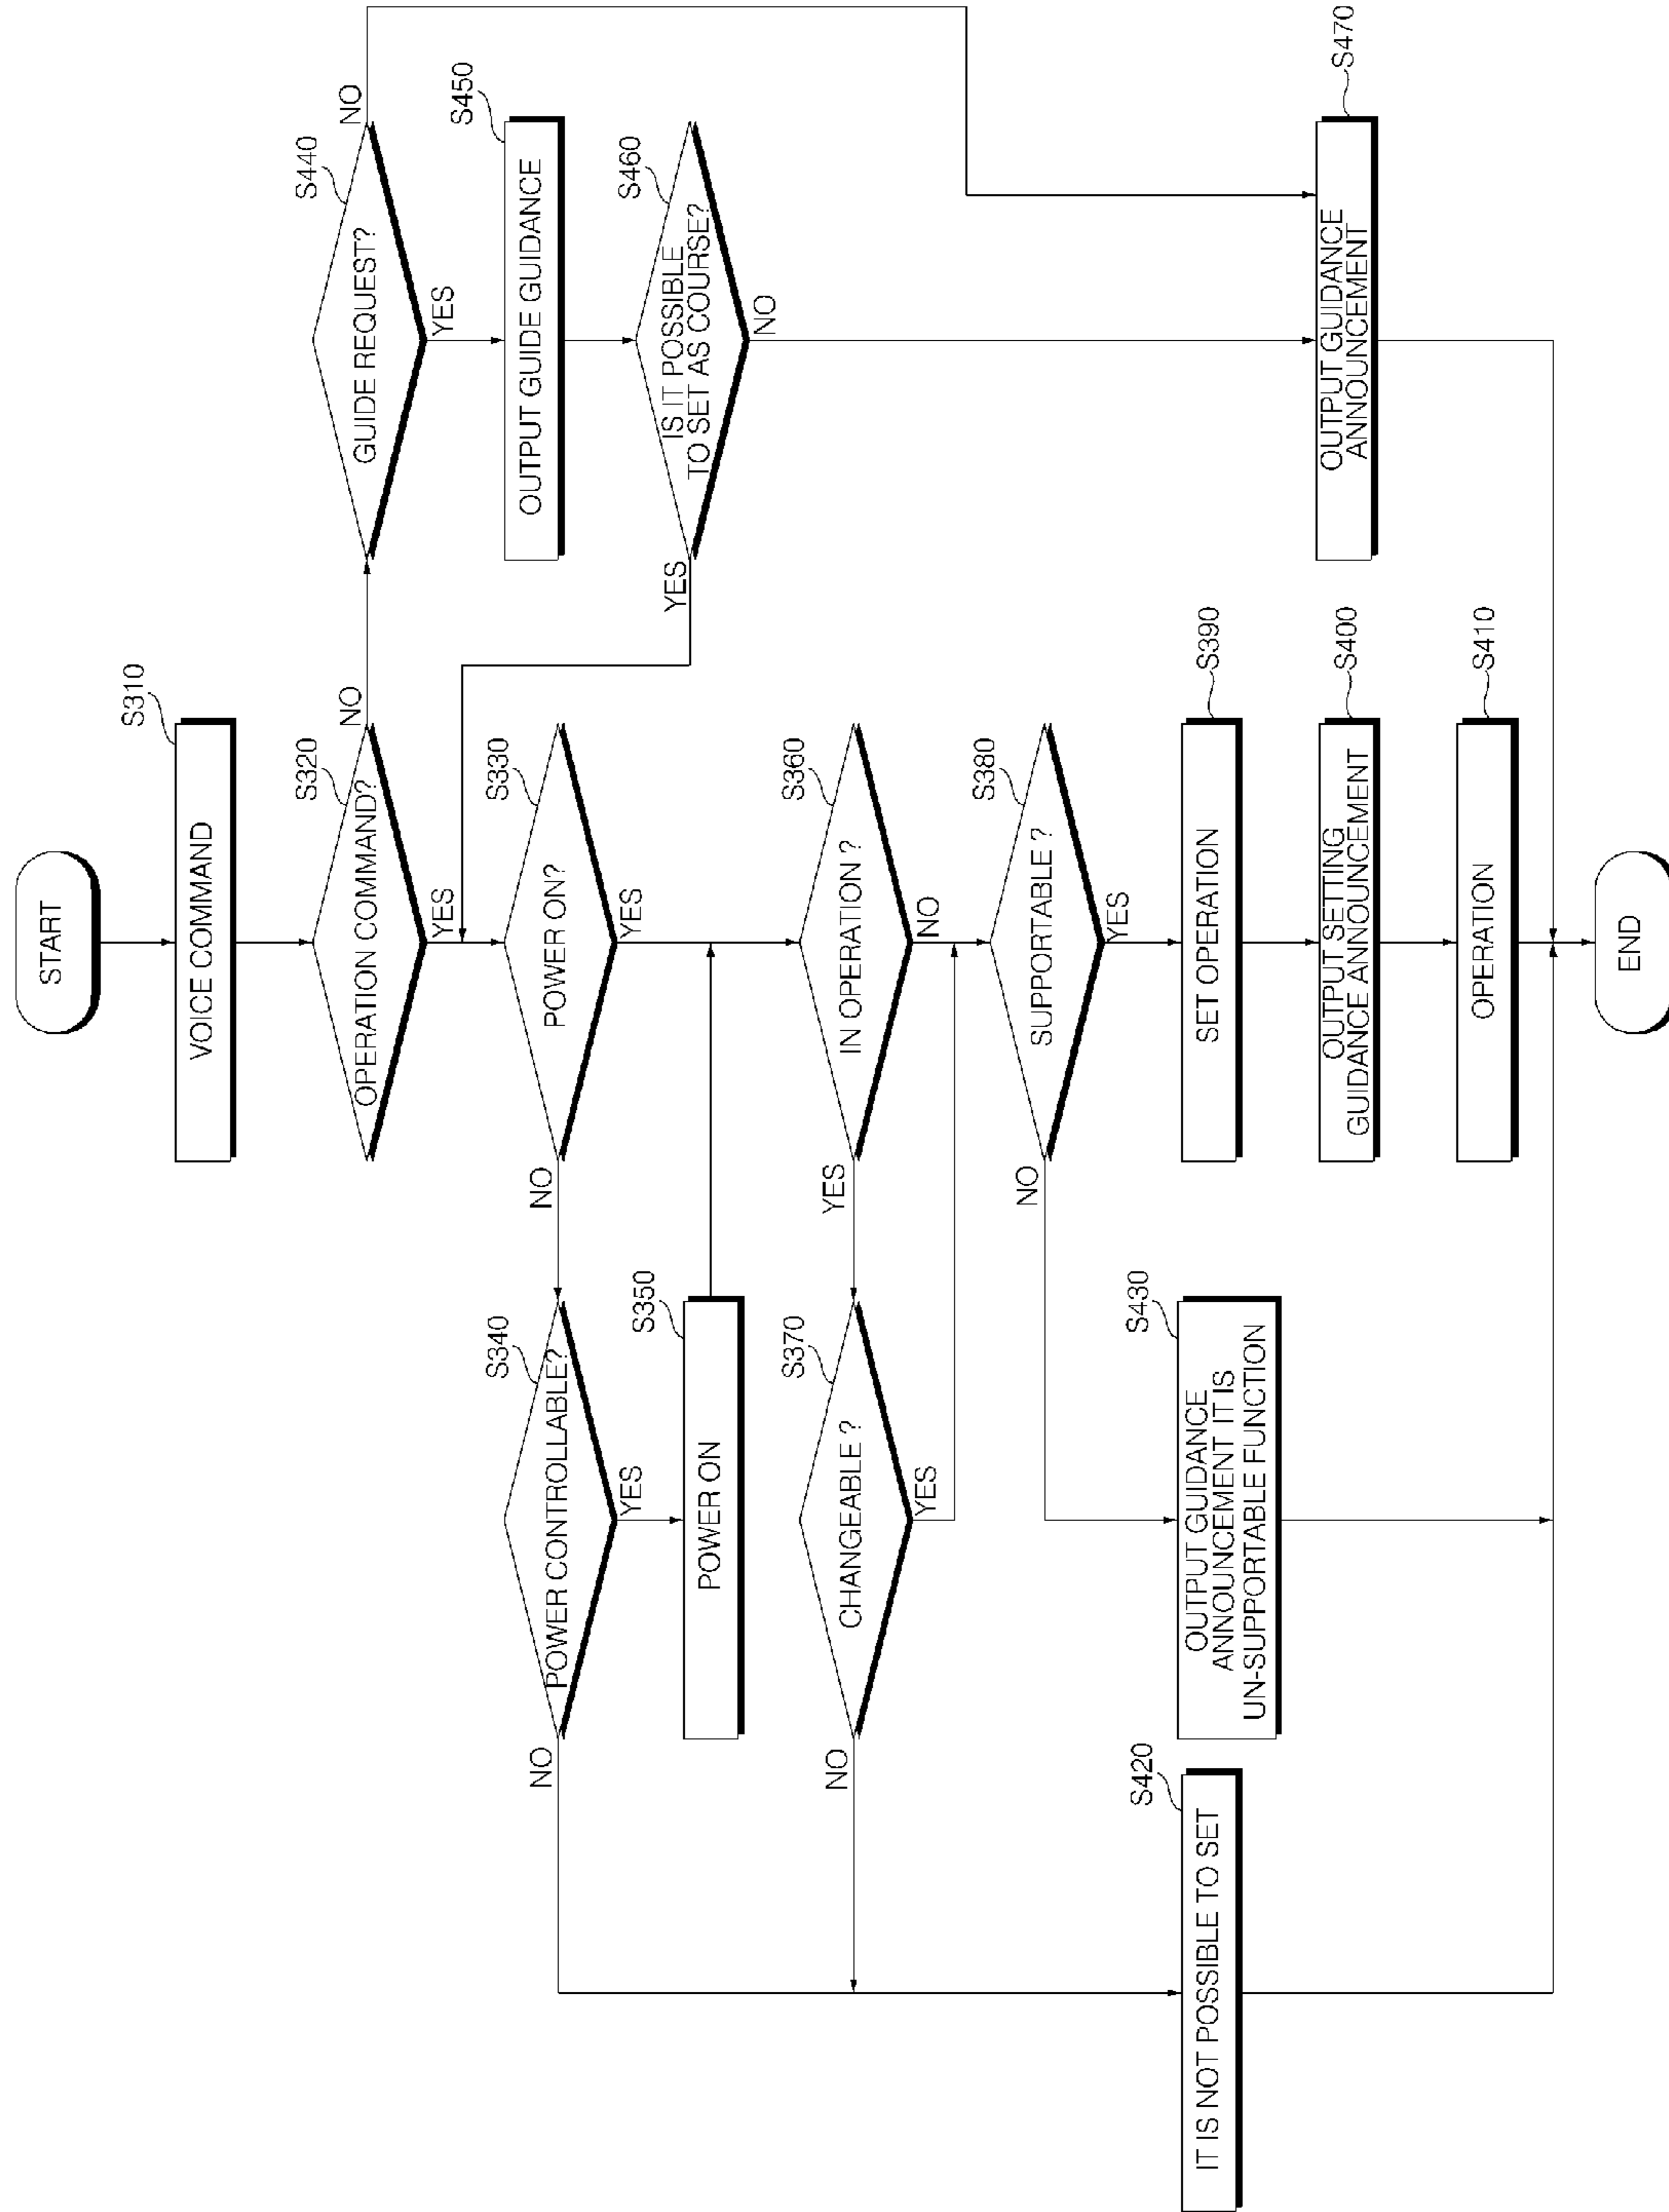 START
S310
VOICE COMMAND
S320
OPERATION COMMAND?
NO
YES
S440
GUIDE REQUEST?
NO
YES
S450
OUTPUT GUIDE GUIDANCE
S460
IS IT POSSIBLE
TO SET AS COURSE?
YES
NO
S330
POWER ON?
NO
YES
S340
POWER CONTROLLABLE?
NO
YES
S350
POWER ON
S360
IN OPERATION ?
YES
NO
S370
CHANGEABLE ?
NO
YES
S380
SUPPORTABLE ?
NO
YES
S420
IT IS NOT POSSIBLE TO SET
S430
OUTPUT GUIDANCE
ANNOUNCEMENT IT IS
UN-SUPPORTABLE FUNCTION
S390
SET OPERATION
S400
OUTPUT SETTING
GUIDANCE ANNOUNCEMENT
S470
OUTPUT GUIDANCE
ANNOUNCEMENT
S410
OPERATION
END